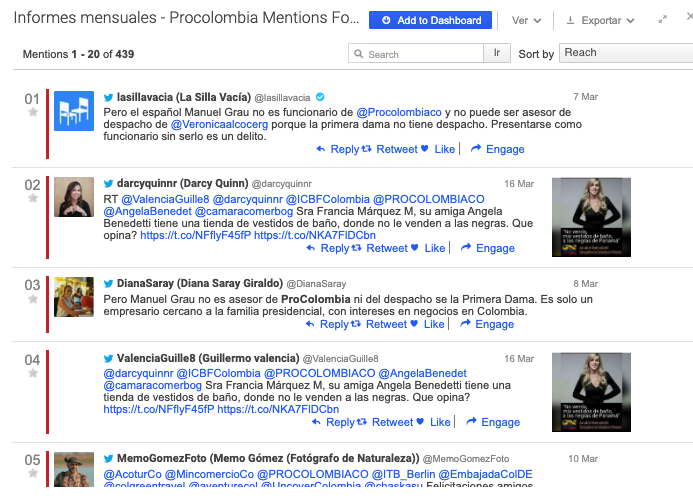 Informes mensuales - Procolombia Mentions Fo...
Add to Dashboard
Ver
Exportar
Mentions 1 - 20 of 439
Search
Ir
Sort by
Reach
01
lasillavacia (La Silla Vacía) @lasillavacia
7 Mar
Pero el español Manuel Grau no es funcionario de @Procolombiaco y no puede ser asesor de
despacho de @Veronicaalcocerg porque la primera dama no tiene despacho. Presentarse como
funcionario sin serlo es un delito.
Reply Retweet Like Engage
02
darcyquinnr (Darcy Quinn) @darcyquinnr
16 Mar
RT @ValenciaGuille8 @darcyquinnr @ICBFColombia @PROCOLOMBIACO
@AngelaBenedet @camaracomerbog Sra Francia Márquez M, su amiga Angela
Benedetti tiene una tienda de vestidos de baño, donde no le venden a las negras. Que
opina? https://t.co/NFflyF45fP https://t.co/NKA7FIDCbn
Reply Retweet Like Engage
"No vendo
mis vestidos de baño
a las negras de Panamá"
03
DianaSaray (Diana Saray Giraldo) @DianaSaray
8 Mar
Pero Manuel Grau no es asesor de ProColombia ni del despacho se la Primera Dama. Es solo un
empresario cercano a la familia presidencial, con intereses en negocios en Colombia.
Reply Retweet Like Engage
04
ValenciaGuille8 (Guillermo valencia) @ValenciaGuille8
16 Mar
@darcyquinnr @ICBFColombia @PROCOLOMBIACO @AngelaBenedet
@camaracomerbog Sra Francia Márquez M, su amiga Angela Benedetti tiene una
tienda de vestidos de baño, donde no le venden a las negras. Que opina?
https://t.co/NFflyF45fP https://t.co/NKA7FIDCbn
Reply Retweet Like Engage
"No vendo
mis vestidos de baño
a las negras de Panamá"
05
MemoGomezFoto (Memo Gómez (Fotógrafo de Naturaleza)) @MemoGomezFoto
10 Mar
@AcoturCo @MincomercioCo @PROCOLOMBIACO @ITB_Berlin @EmbajadaColDE
@colgreentravel @aventurecol @UncoverColombia @chaskasu Felicitaciones amigos